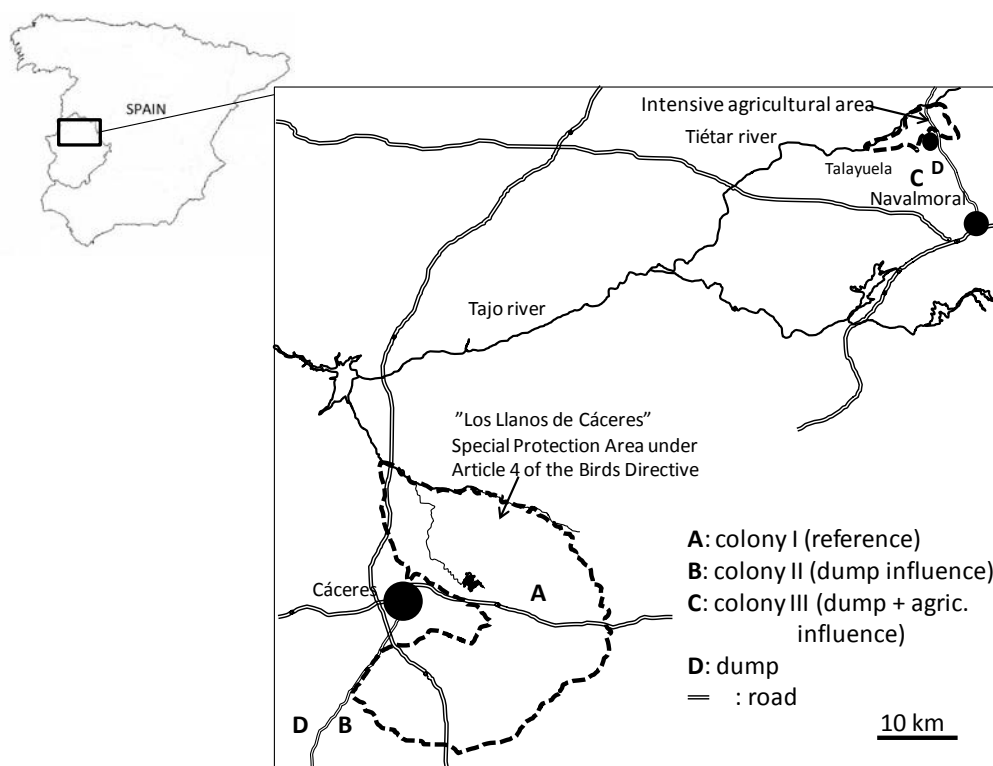 SPAIN
Intensive agricultural area
Tiétar river
Talayuela
D
C
Navalmoral
Tajo river
”Los Llanos de Cáceres”
Special Protection Area under
Article 4 of the Birds Directive
A
Cáceres
D
B
A: colony I (reference)
B: colony II (dump influence)
C: colony III (dump + agric.
influence)
D: dump
: road
10 km